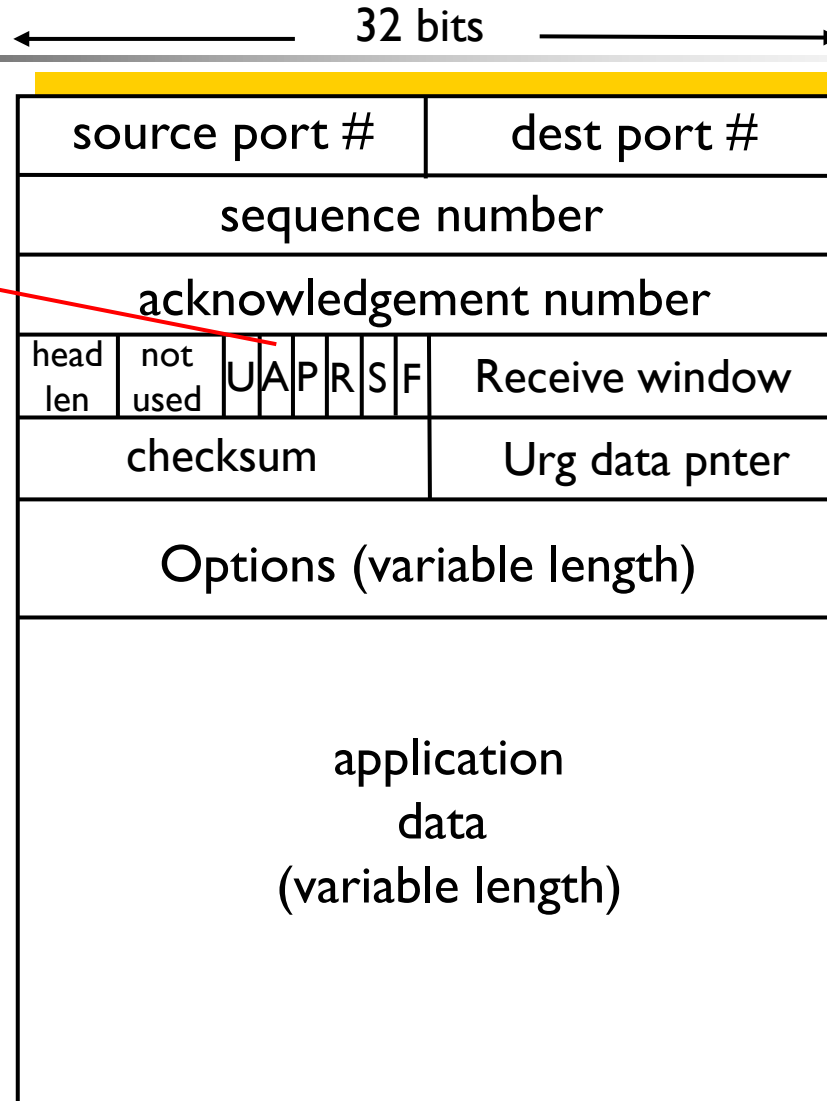 32 bits
source port # dest port #
sequence number
acknowledgement number
head len not used U A P R S F Receive window
checksum Urg data pnter
Options (variable length)
application
data
(variable length)